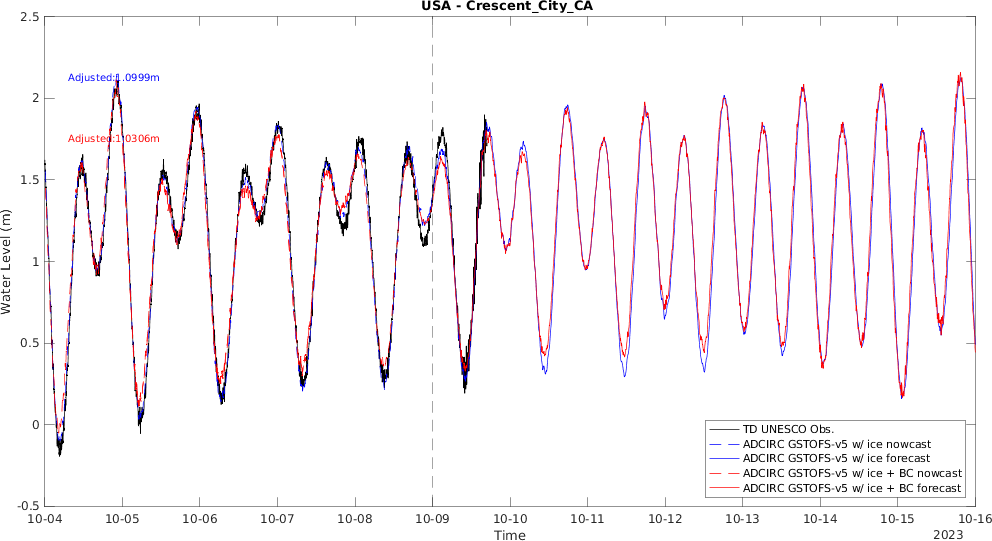 USA - Crescent_City_CA
2.5
2
1.5
1
0.5
0
-0.5
Water Level (m)
Adjusted:1.0999m
Adjusted:1.0306m
TD UNESCO Obs.
ADCIRC GSTOFS-v5 w/ ice nowcast
ADCIRC GSTOFS-v5 w/ ice forecast
ADCIRC GSTOFS-v5 w/ ice + BC nowcast
ADCIRC GSTOFS-v5 w/ ice + BC forecast
10-04 10-05 10-06 10-07 10-08 10-09 10-10 10-11 10-12 10-13 10-14 10-15 10-16
Time
2023